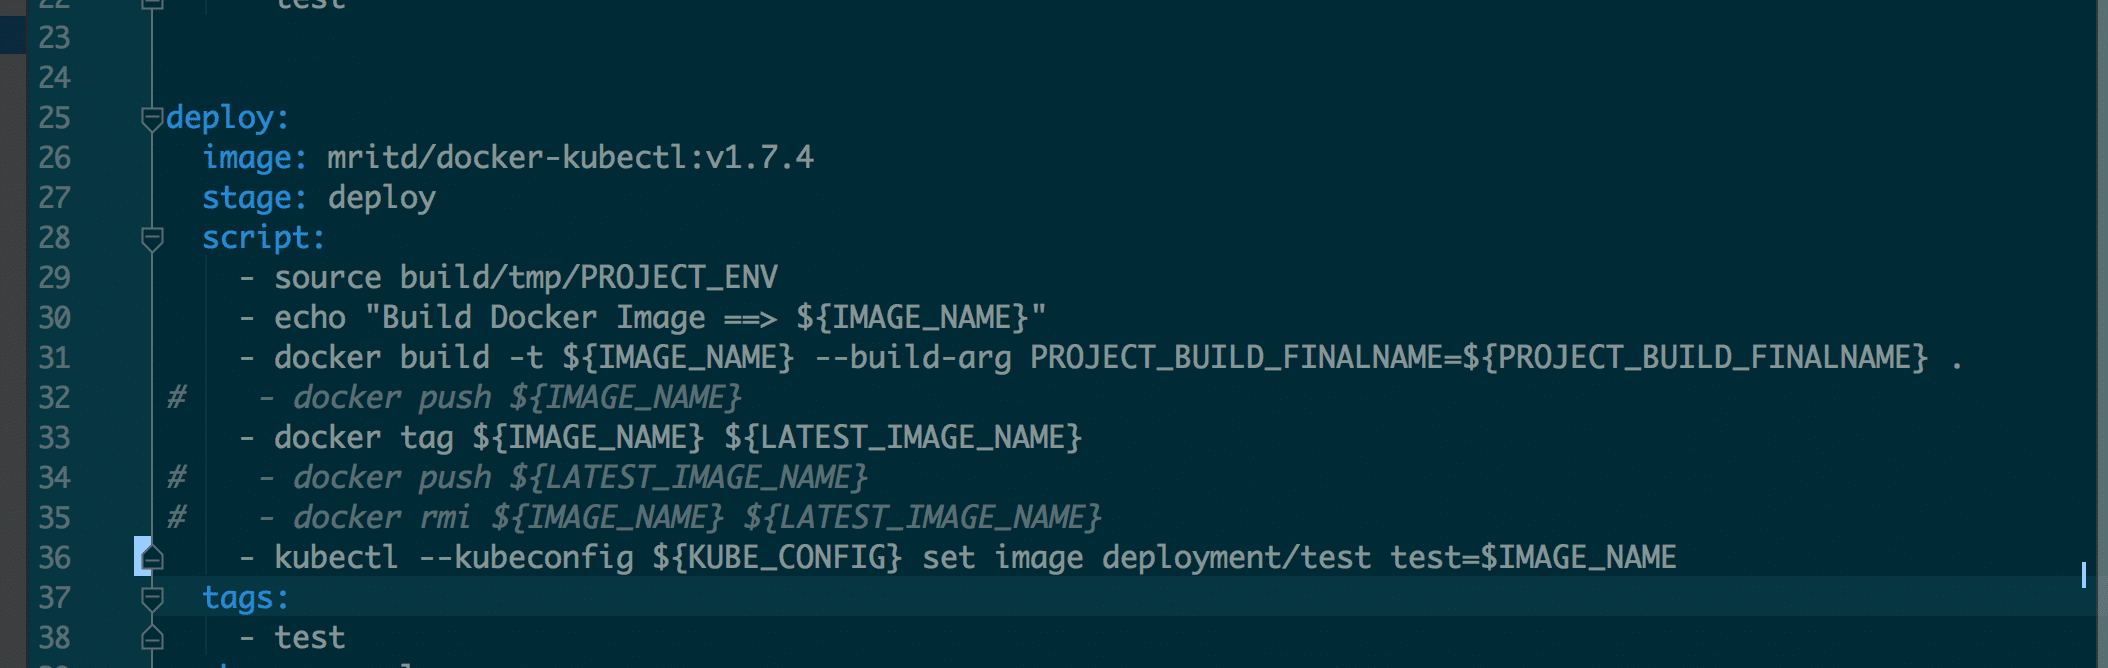 22 test
23
24
25 deploy:
26 image: mritd/docker-kubectl:v1.7.4
27 stage: deploy
28 script:
29 - source build/tmp/PROJECT_ENV
30 - echo "Build Docker Image ==> ${IMAGE_NAME}"
31 - docker build -t ${IMAGE_NAME} --build-arg PROJECT_BUILD_FINALNAME=${PROJECT_BUILD_FINALNAME} .
32 # - docker push ${IMAGE_NAME}
33 - docker tag ${IMAGE_NAME} ${LATEST_IMAGE_NAME}
34 # - docker push ${LATEST_IMAGE_NAME}
35 # - docker rmi ${IMAGE_NAME} ${LATEST_IMAGE_NAME}
36 - kubectl --kubeconfig ${KUBE_CONFIG} set image deployment/test test=$IMAGE_NAME
37 tags:
38 - test